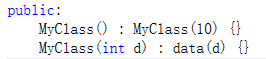 public:
    MyClass() : MyClass(10) {}
    MyClass(int d) : data(d) {}